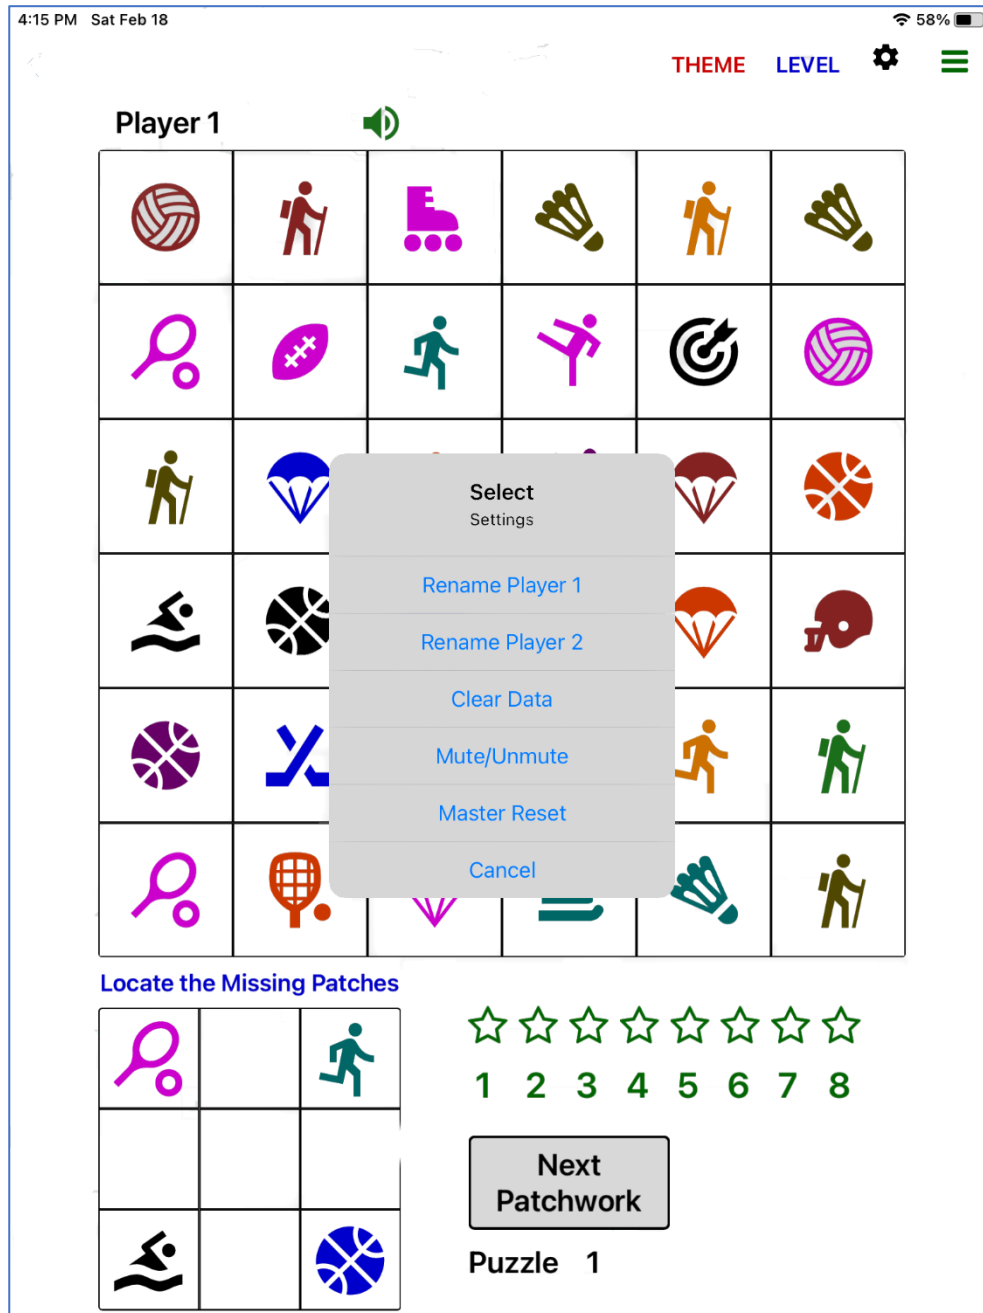 4:15 PM Sat Feb 18 58%
THEME LEVEL
Player 1
Select
Settings
Rename Player 1
Rename Player 2
Clear Data
Mute/Unmute
Master Reset
Cancel
Locate the Missing Patches
1 2 3 4 5 6 7 8
Next
Patchwork
Puzzle 1